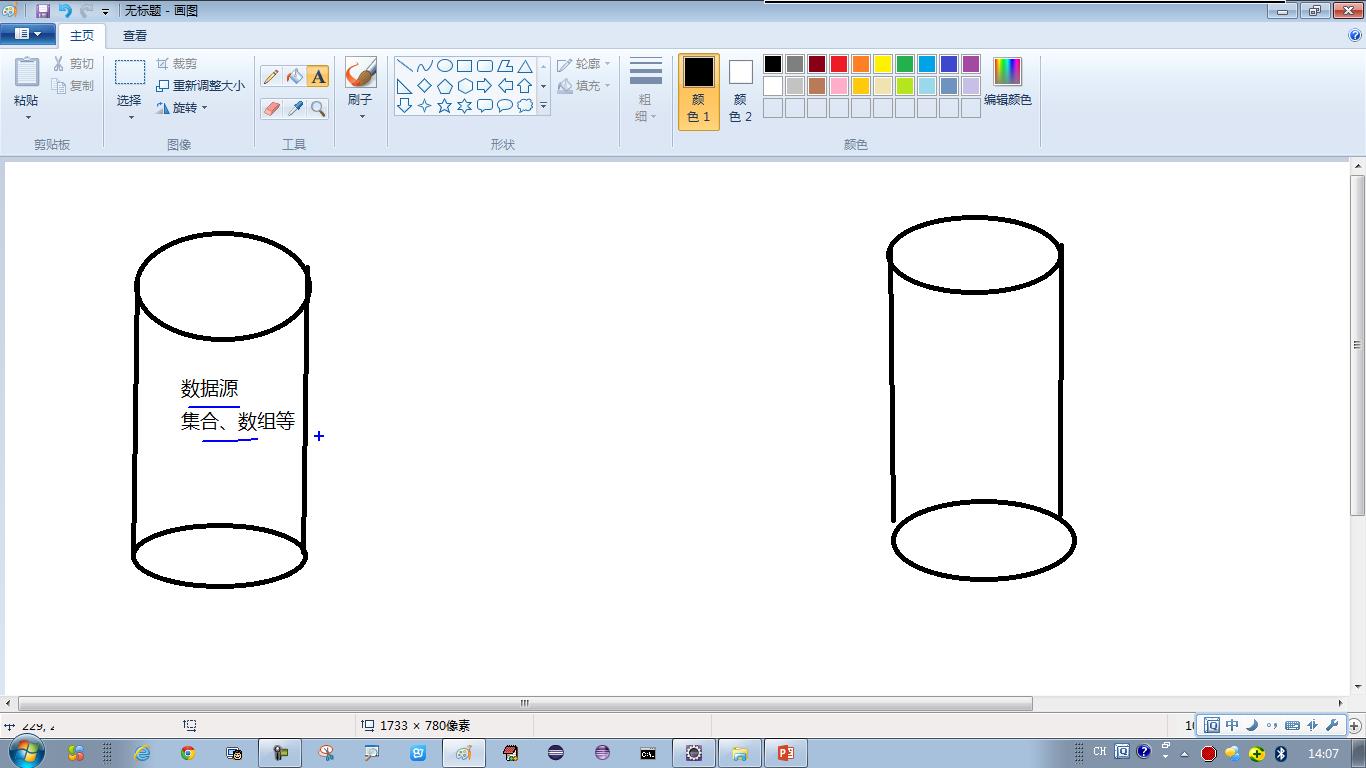 无标题 - 画图
主页
查看
粘贴
剪切
复制
剪贴板
选择
裁剪
重新调整大小
旋转
图像
A
工具
刷子
形状
轮廓
填充
粗
细
颜
色 1
颜
色 2
编辑颜色
颜色
数据源
集合、数组等
1733 × 780像素
中
CH
14:07